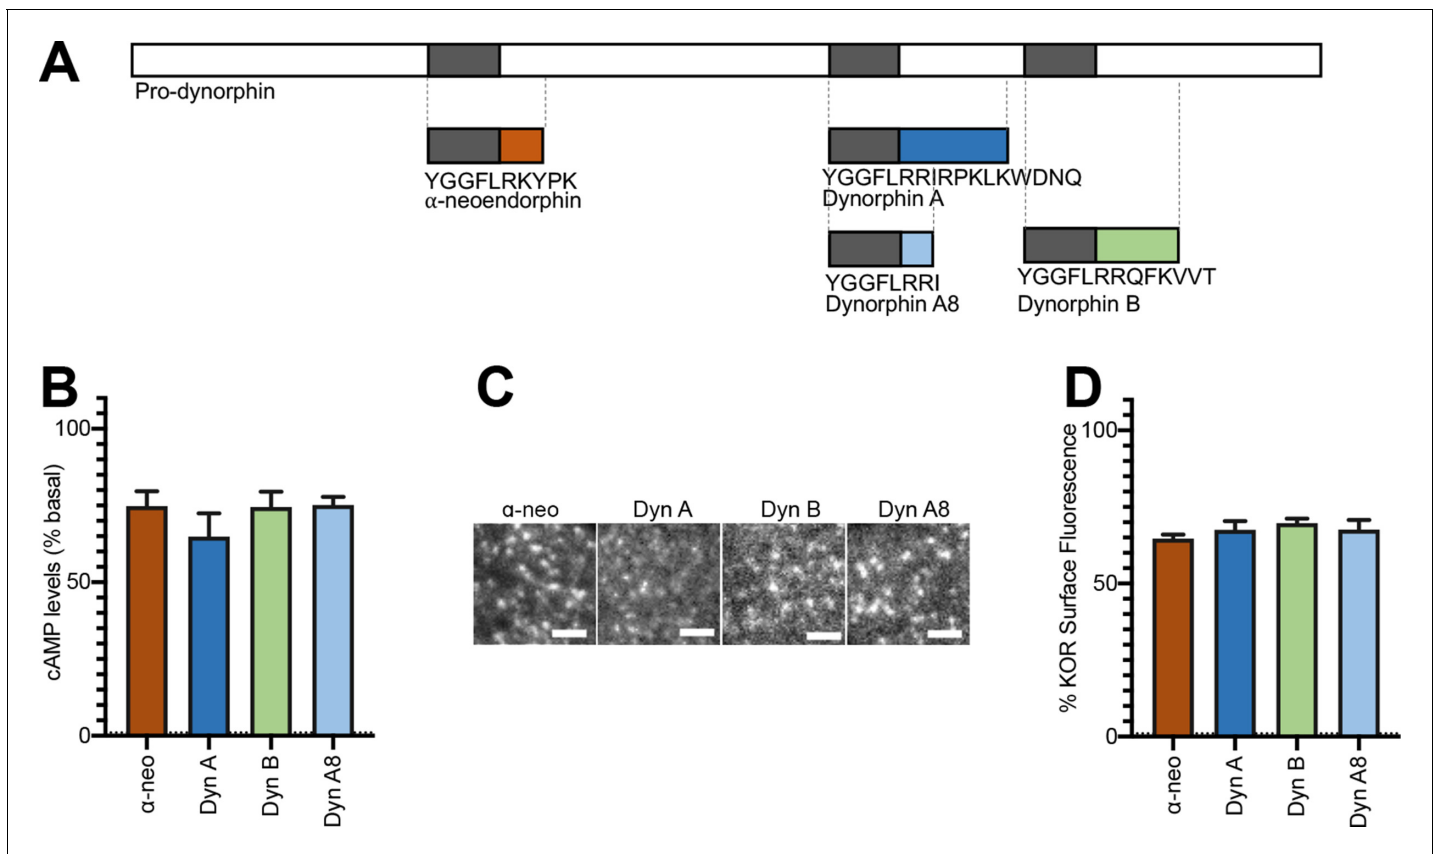 A
Pro-dynorphin
YGGFLRKYPK
α-neoendorphin
YGGFLRRIRPKLKWDNQ
Dynorphin A
YGGFLRRI
Dynorphin A8
YGGFLRRQFKVVT
Dynorphin B
B
cAMP levels (% basal)
100
50
0
α-neo
Dyn A
Dyn B
Dyn A8
C
α-neo
Dyn A
Dyn B
Dyn A8
D
% KOR Surface Fluorescence
100
50
0
α-neo
Dyn A
Dyn B
Dyn A8